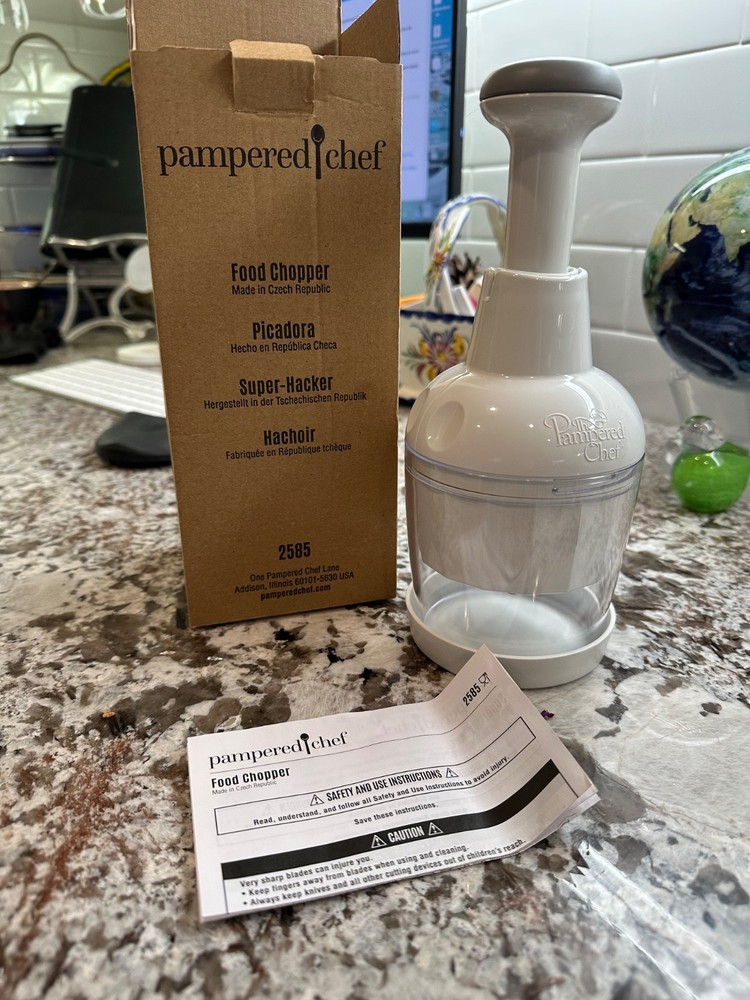 pampered chef
Food Chopper
Made in Czech Republic
Picadora
Hecho en República Checa
Super-Hacker
Hergestellt in der Tschechischen Republik
Hachoir
Fabriquée en République tchèque
2585
One Pampered Chef Lane
Addison, Illinois 60101-5630 USA
pamperedchef.com
The
Pampered
Chef
2585
pampered chef
Food Chopper
Made in Czech Republic
SAFETY AND USE INSTRUCTIONS
Read, understand, and follow all Safety and Use Instructions to avoid injury.
Save these instructions.
CAUTION
Very sharp blades can injure you.
• Keep fingers away from blades when using and cleaning.
• Always keep knives and all other cutting devices out of children's reach.